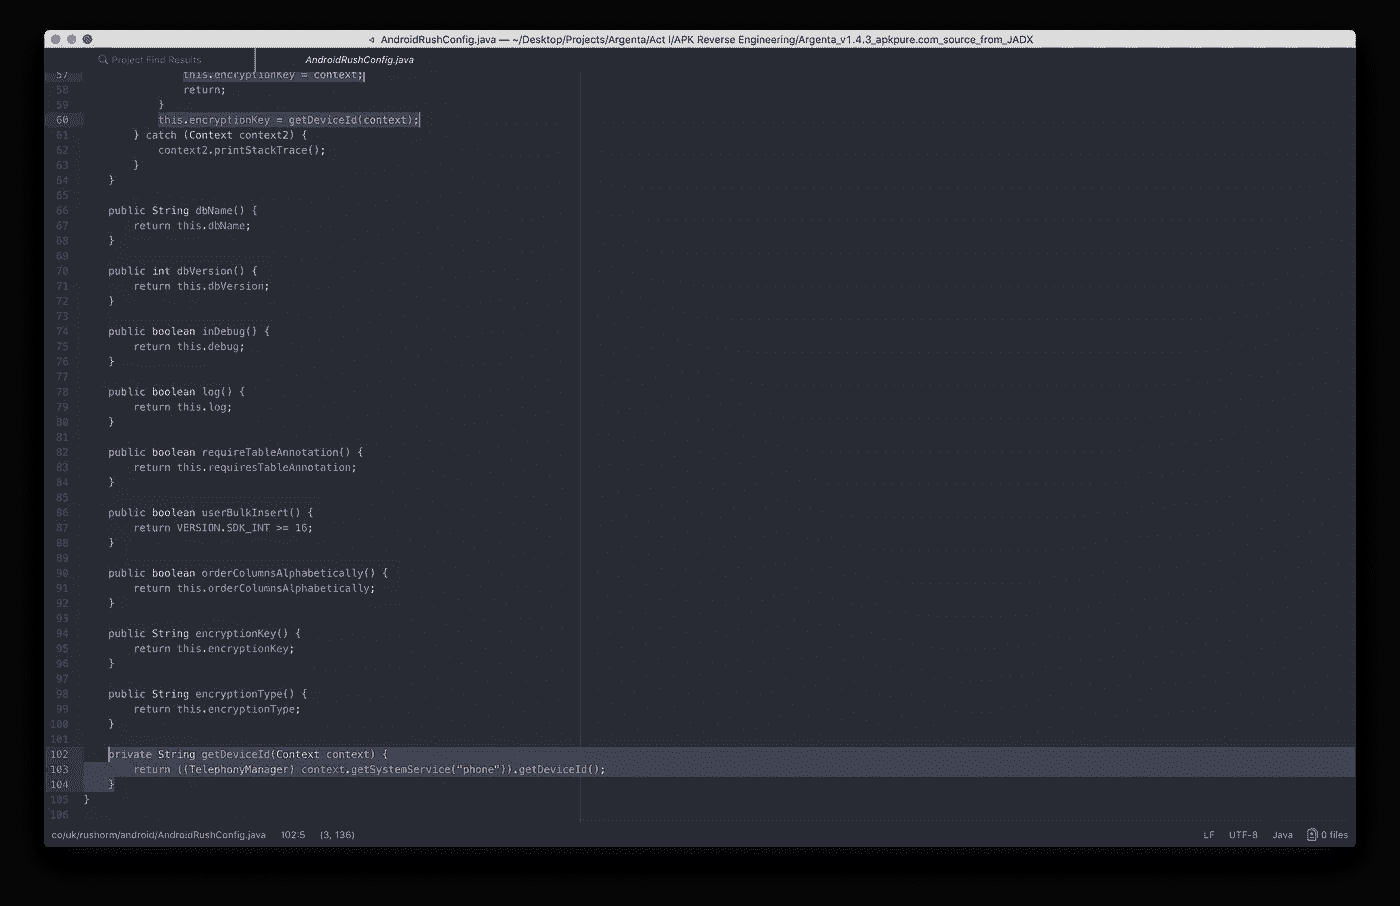 AndroidRushConfig.java — ~/Desktop/Projects/Argenta/Act I/APK Reverse Engineering/Argenta_v1.4.3_apkpure.com_source_from_JADX
Project Find Results AndroidRushConfig.java
57 this.encryptionKey = context;
58 return;
59 }
60 this.encryptionKey = getDeviceId(context);
61 } catch (Context context2) {
62 context2.printStackTrace();
63 }
64 }
65
66 public String dbName() {
67 return this.dbName;
68 }
69
70 public int dbVersion() {
71 return this.dbVersion;
72 }
73
74 public boolean inDebug() {
75 return this.debug;
76 }
77
78 public boolean log() {
79 return this.log;
80 }
81
82 public boolean requireTableAnnotation() {
83 return this.requiresTableAnnotation;
84 }
85
86 public boolean userBulkInsert() {
87 return VERSION.SDK_INT >= 16;
88 }
89
90 public boolean orderColumnsAlphabetically() {
91 return this.orderColumnsAlphabetically;
92 }
93
94 public String encryptionKey() {
95 return this.encryptionKey;
96 }
97
98 public String encryptionType() {
99 return this.encryptionType;
100 }
101
102 private String getDeviceId(Context context) {
103 return ((TelephonyManager) context.getSystemService("phone")).getDeviceId();
104 }
105 }
106
co/uk/rushorm/android/AndroidRushConfig.java 102:5 (3, 136) LF UTF-8 Java 0 files